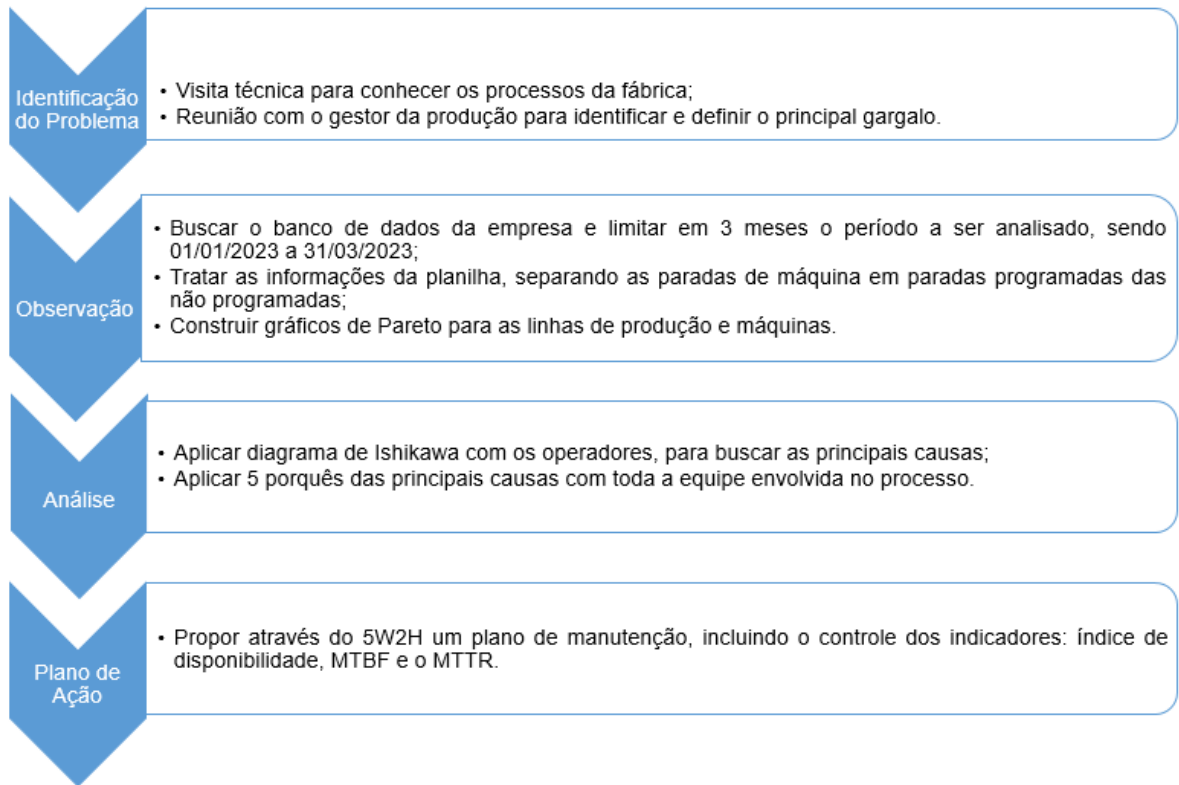 Identificação
do Problema
• Visita técnica para conhecer os processos da fábrica;
• Reunião com o gestor da produção para identificar e definir o principal gargalo.
Observação
• Buscar o banco de dados da empresa e limitar em 3 meses o período a ser analisado, sendo
01/01/2023 a 31/03/2023;
• Tratar as informações da planilha, separando as paradas de máquina em paradas programadas das
não programadas;
• Construir gráficos de Pareto para as linhas de produção e máquinas.
Análise
• Aplicar diagrama de Ishikawa com os operadores, para buscar as principais causas;
• Aplicar 5 porquês das principais causas com toda a equipe envolvida no processo.
Plano de
Ação
• Propor através do 5W2H um plano de manutenção, incluindo o controle dos indicadores: índice de
disponibilidade, MTBF e o MTTR.